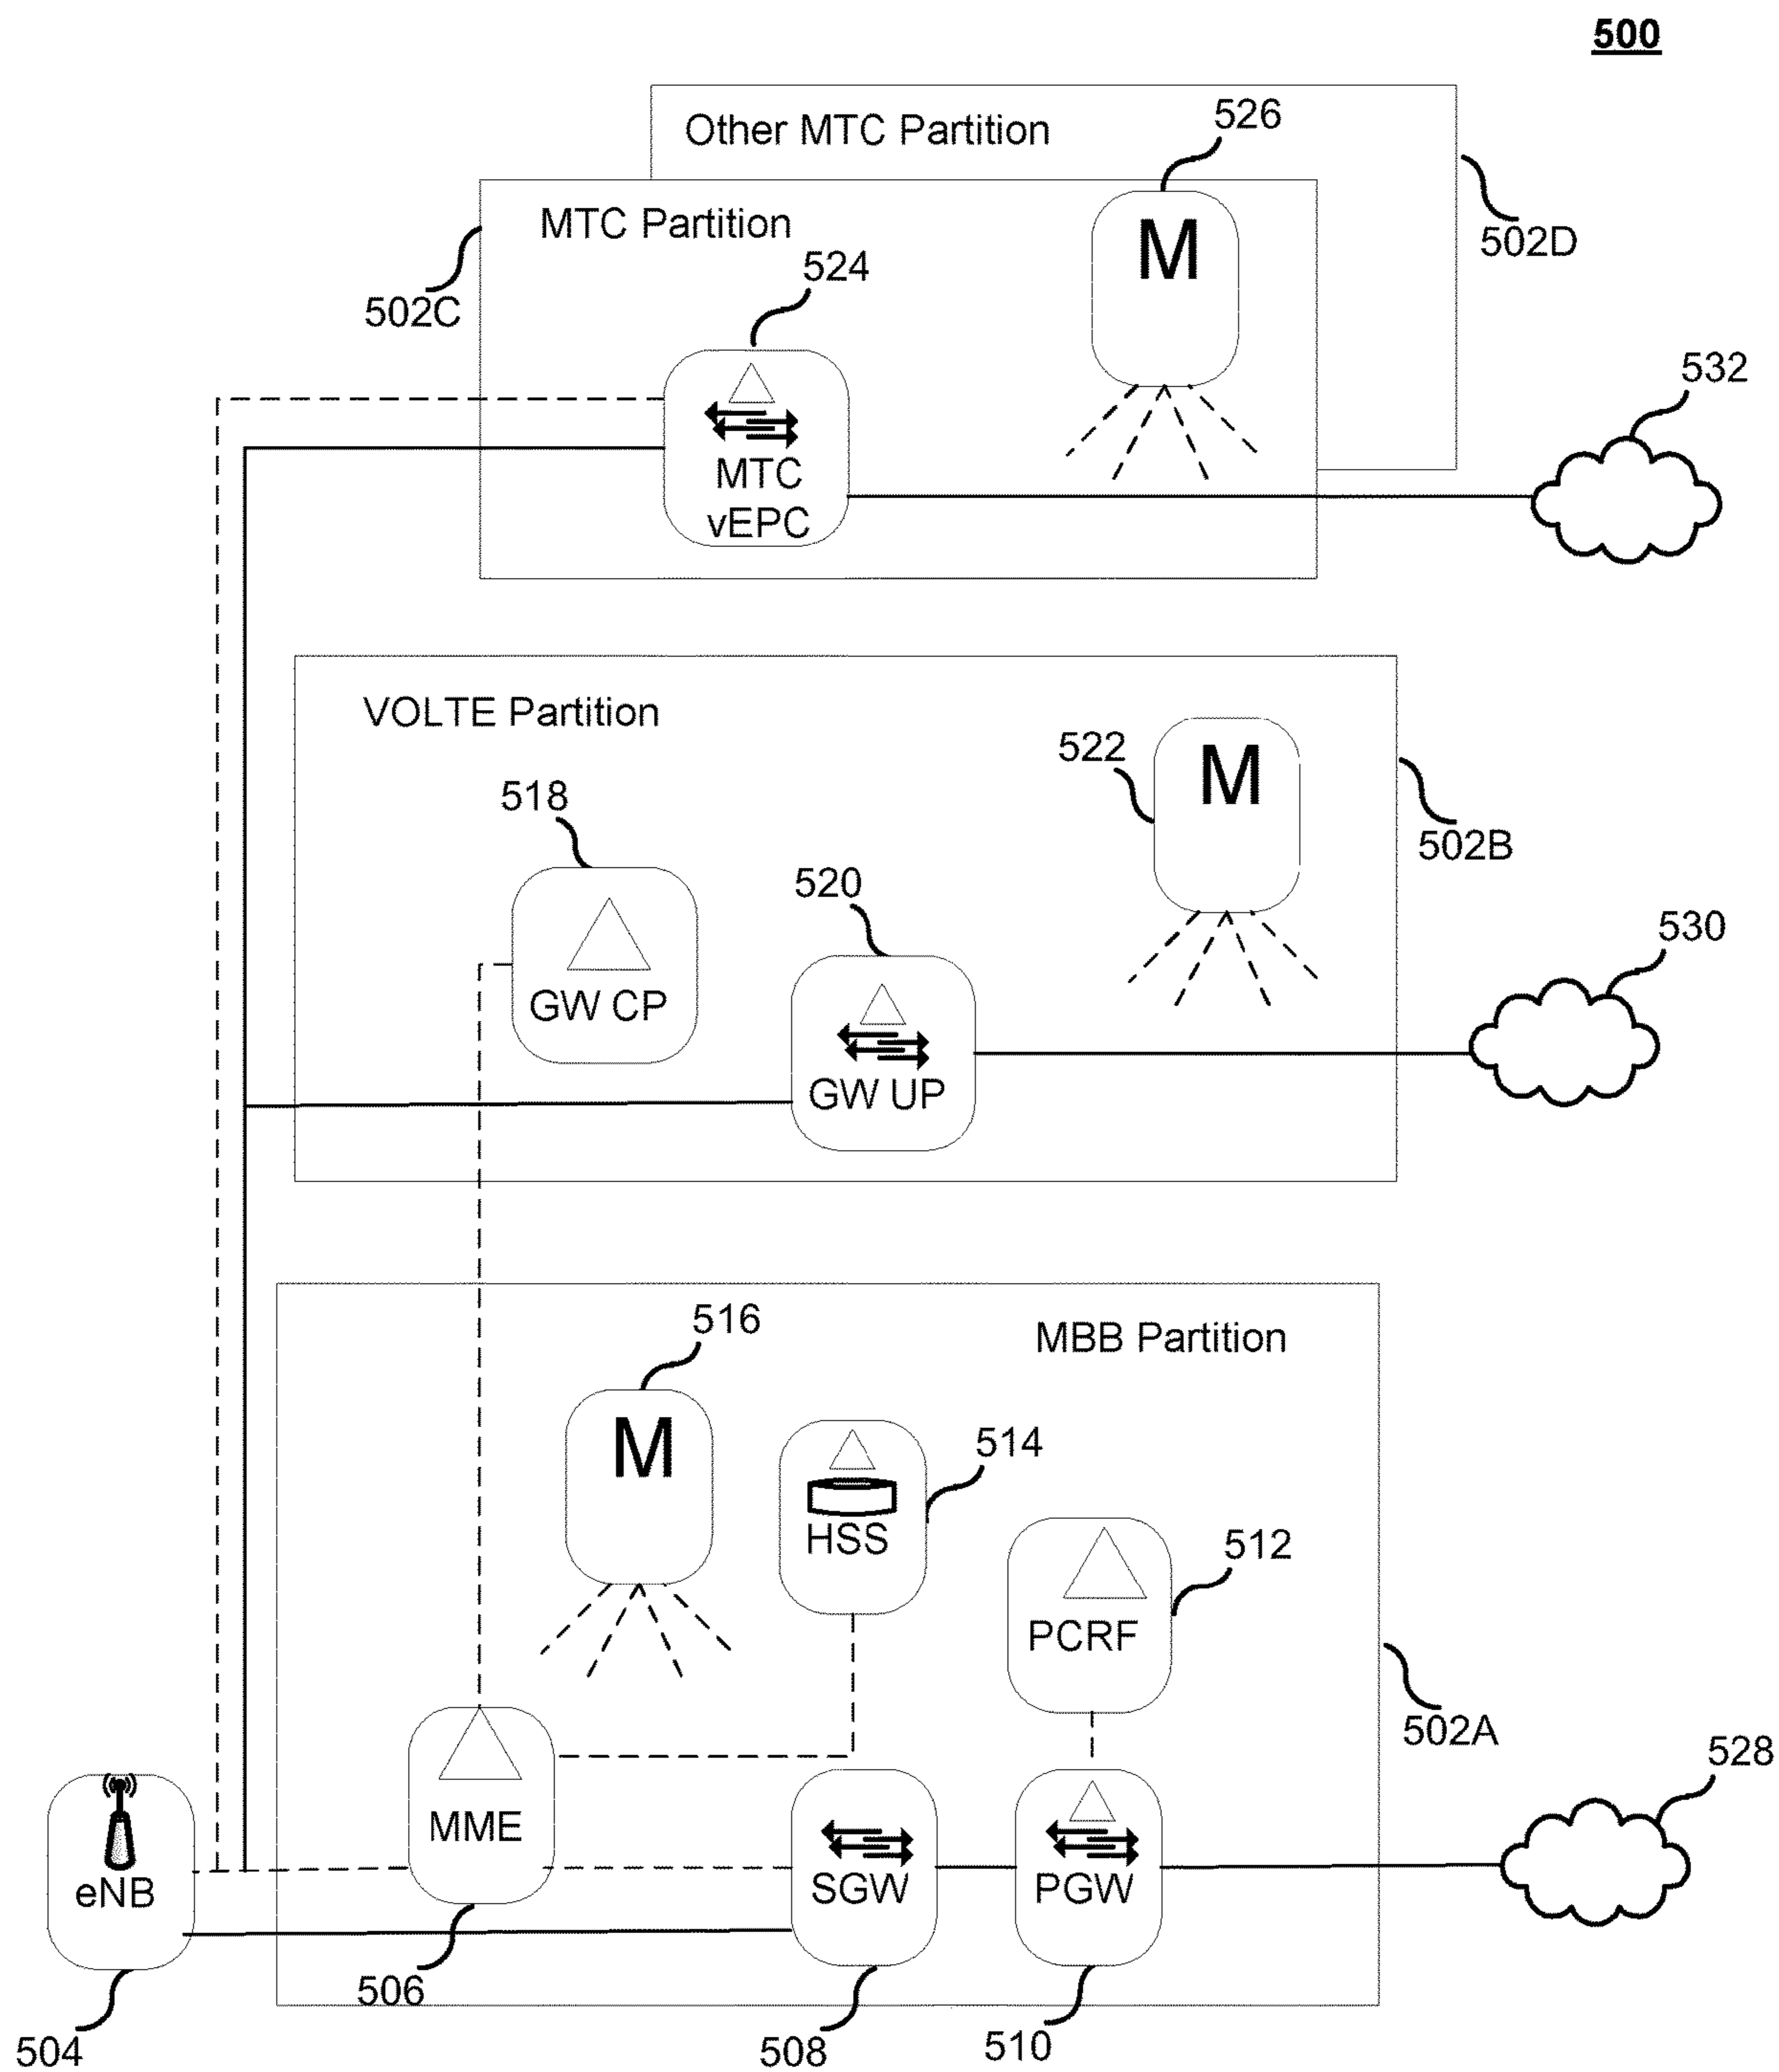 500
Other MTC Partition
526
MTC Partition
502D
524
502C
M
532
MTC
vEPC
VOLTE Partition
522
M
518
502B
520
530
GW CP
GW UP
516
MBB Partition
M
514
HSS
512
PCRF
502A
528
MME
eNB
SGW
PGW
506
504
508
510